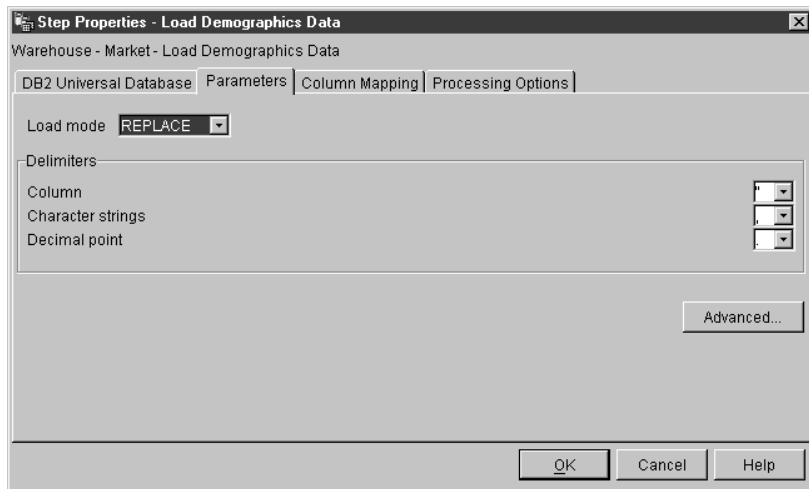 Step Properties - Load Demographics Data
Warehouse - Market - Load Demographics Data
DB2 Universal Database Parameters Column Mapping Processing Options
Load mode REPLACE
Delimiters
Column "
Character strings ,
Decimal point .
Advanced...
OK Cancel Help